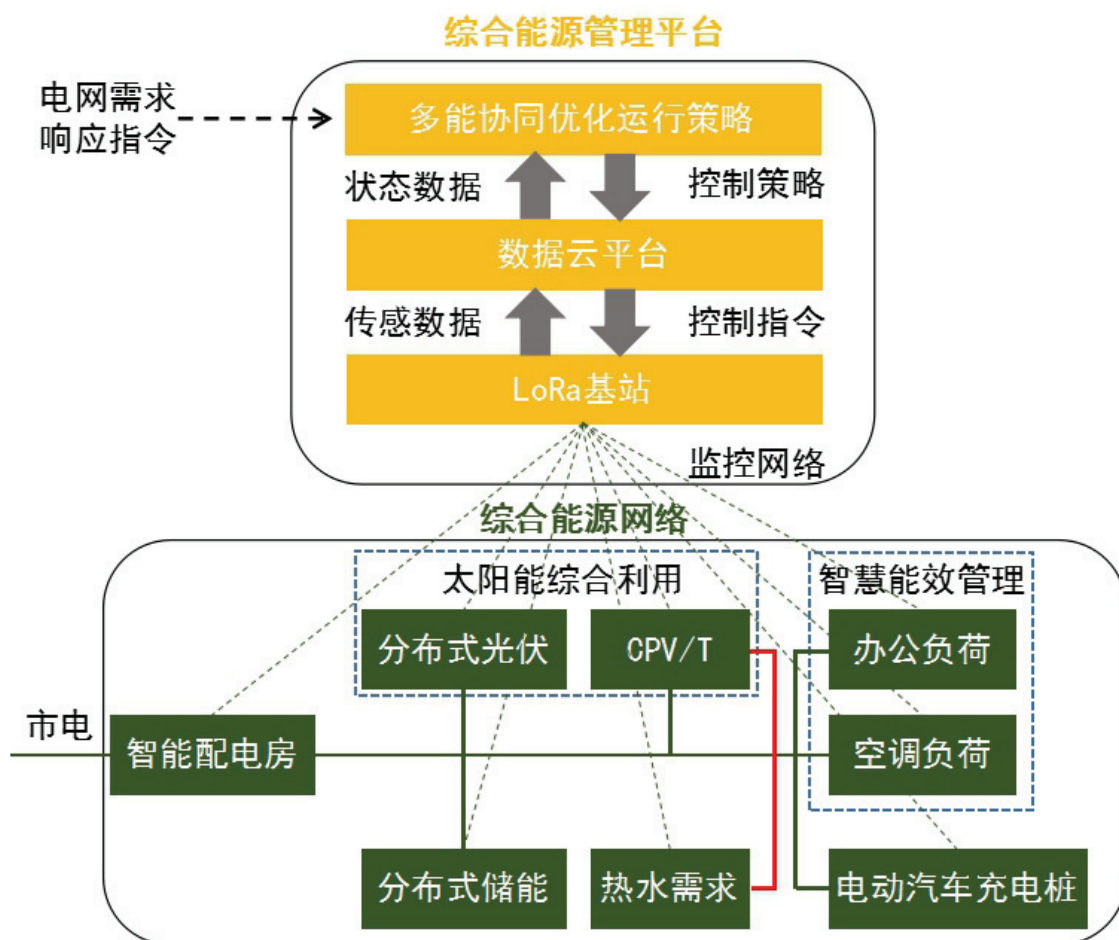 综合能源管理平台
电网需求
响应指令
多能协同优化运行策略
状态数据
控制策略
数据云平台
传感数据
控制指令
LoRa基站
监控网络
综合能源网络
太阳能综合利用
智慧能效管理
分布式光伏
CPV/T
办公负荷
市电
智能配电房
空调负荷
分布式储能
热水需求
电动汽车充电桩